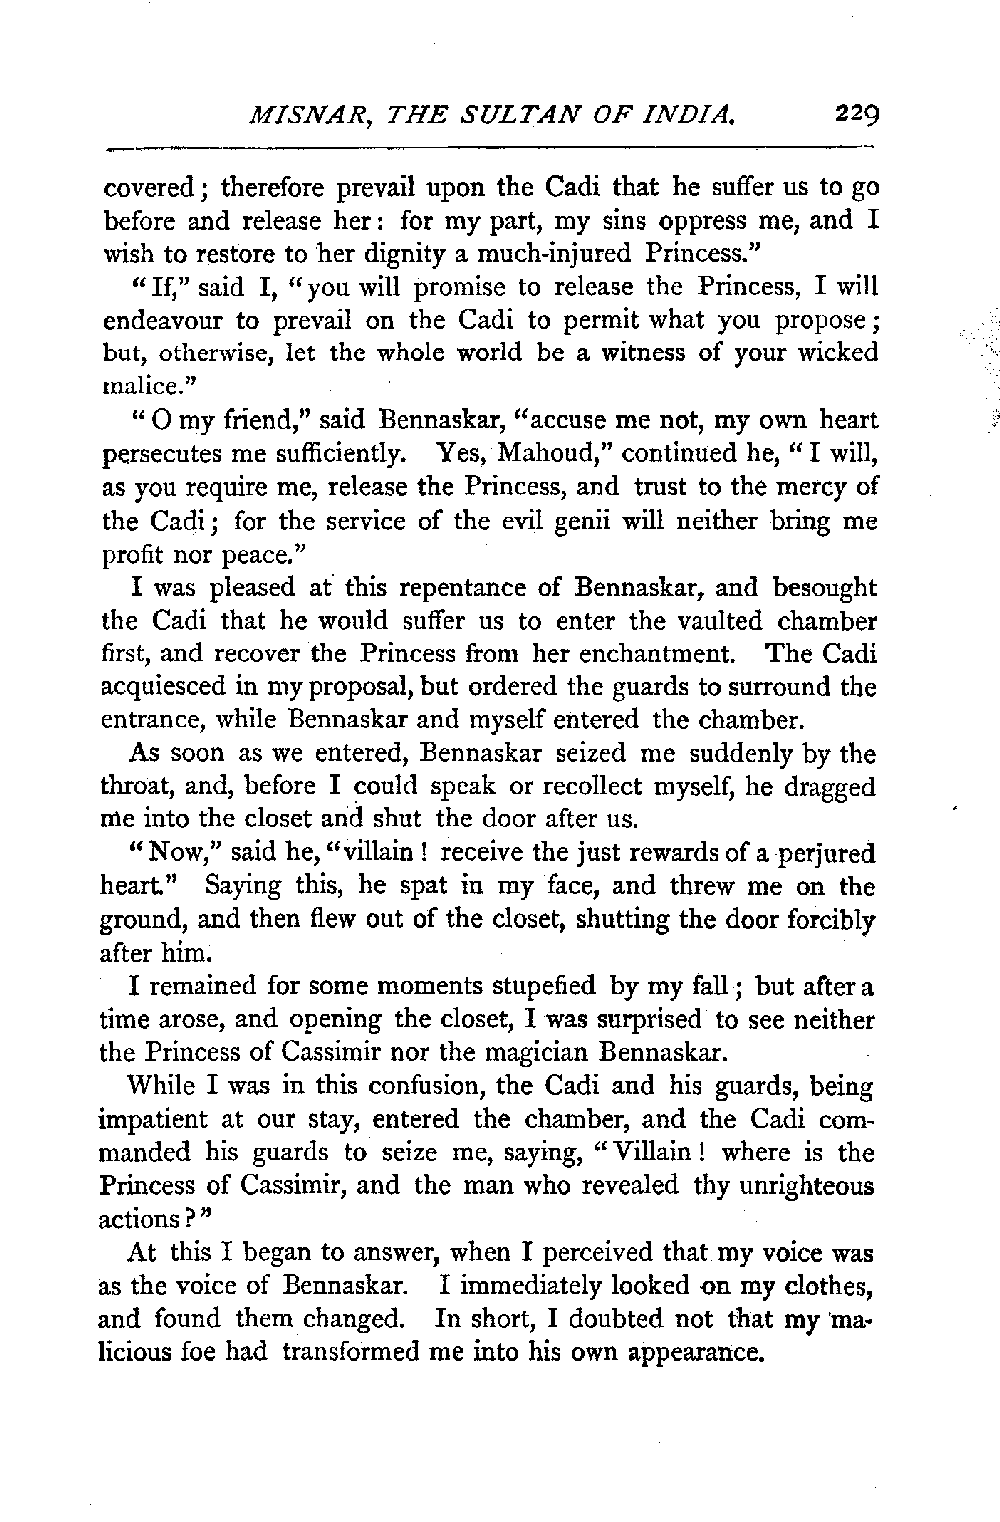 MISNAR, THE SULTAN OF INDIA. 229
covered; therefore prevail upon the Cadi that he suffer us to go
before and release her: for my part, my sins oppress me, and I
wish to restore to her dignity a much-injured Princess.”
“If,” said I, “you will promise to release the Princess, I will
endeavour to prevail on the Cadi to permit what you propose;
but, otherwise, let the whole world be a witness of your wicked
malice.”
“O my friend,” said Bennaskar, “accuse me not, my own heart
persecutes me sufficiently. Yes, Mahoud,” continued he, “I will,
as you require me, release the Princess, and trust to the mercy of
the Cadi; for the service of the evil genii will neither bring me
profit nor peace.”
I was pleased at this repentance of Bennaskar, and besought
the Cadi that he would suffer us to enter the vaulted chamber
first, and recover the Princess from her enchantment. The Cadi
acquiesced in my proposal, but ordered the guards to surround the
entrance, while Bennaskar and myself entered the chamber.
As soon as we entered, Bennaskar seized me suddenly by the
throat, and, before I could speak or recollect myself, he dragged
me into the closet and shut the door after us.
“Now,” said he, “villain! receive the just rewards of a perjured
heart.” Saying this, he spat in my face, and threw me on the
ground, and then flew out of the closet, shutting the door forcibly
after him.
I remained for some moments stupefied by my fall; but after a
time arose, and opening the closet, I was surprised to see neither
the Princess of Cassimir nor the magician Bennaskar.
While I was in this confusion, the Cadi and his guards, being
impatient at our stay, entered the chamber, and the Cadi com-
manded his guards to seize me, saying, “Villain! where is the
Princess of Cassimir, and the man who revealed thy unrighteous
actions?”
At this I began to answer, when I perceived that my voice was
as the voice of Bennaskar. I immediately looked on my clothes,
and found them changed. In short, I doubted not that my ma-
licious foe had transformed me into his own appearance.